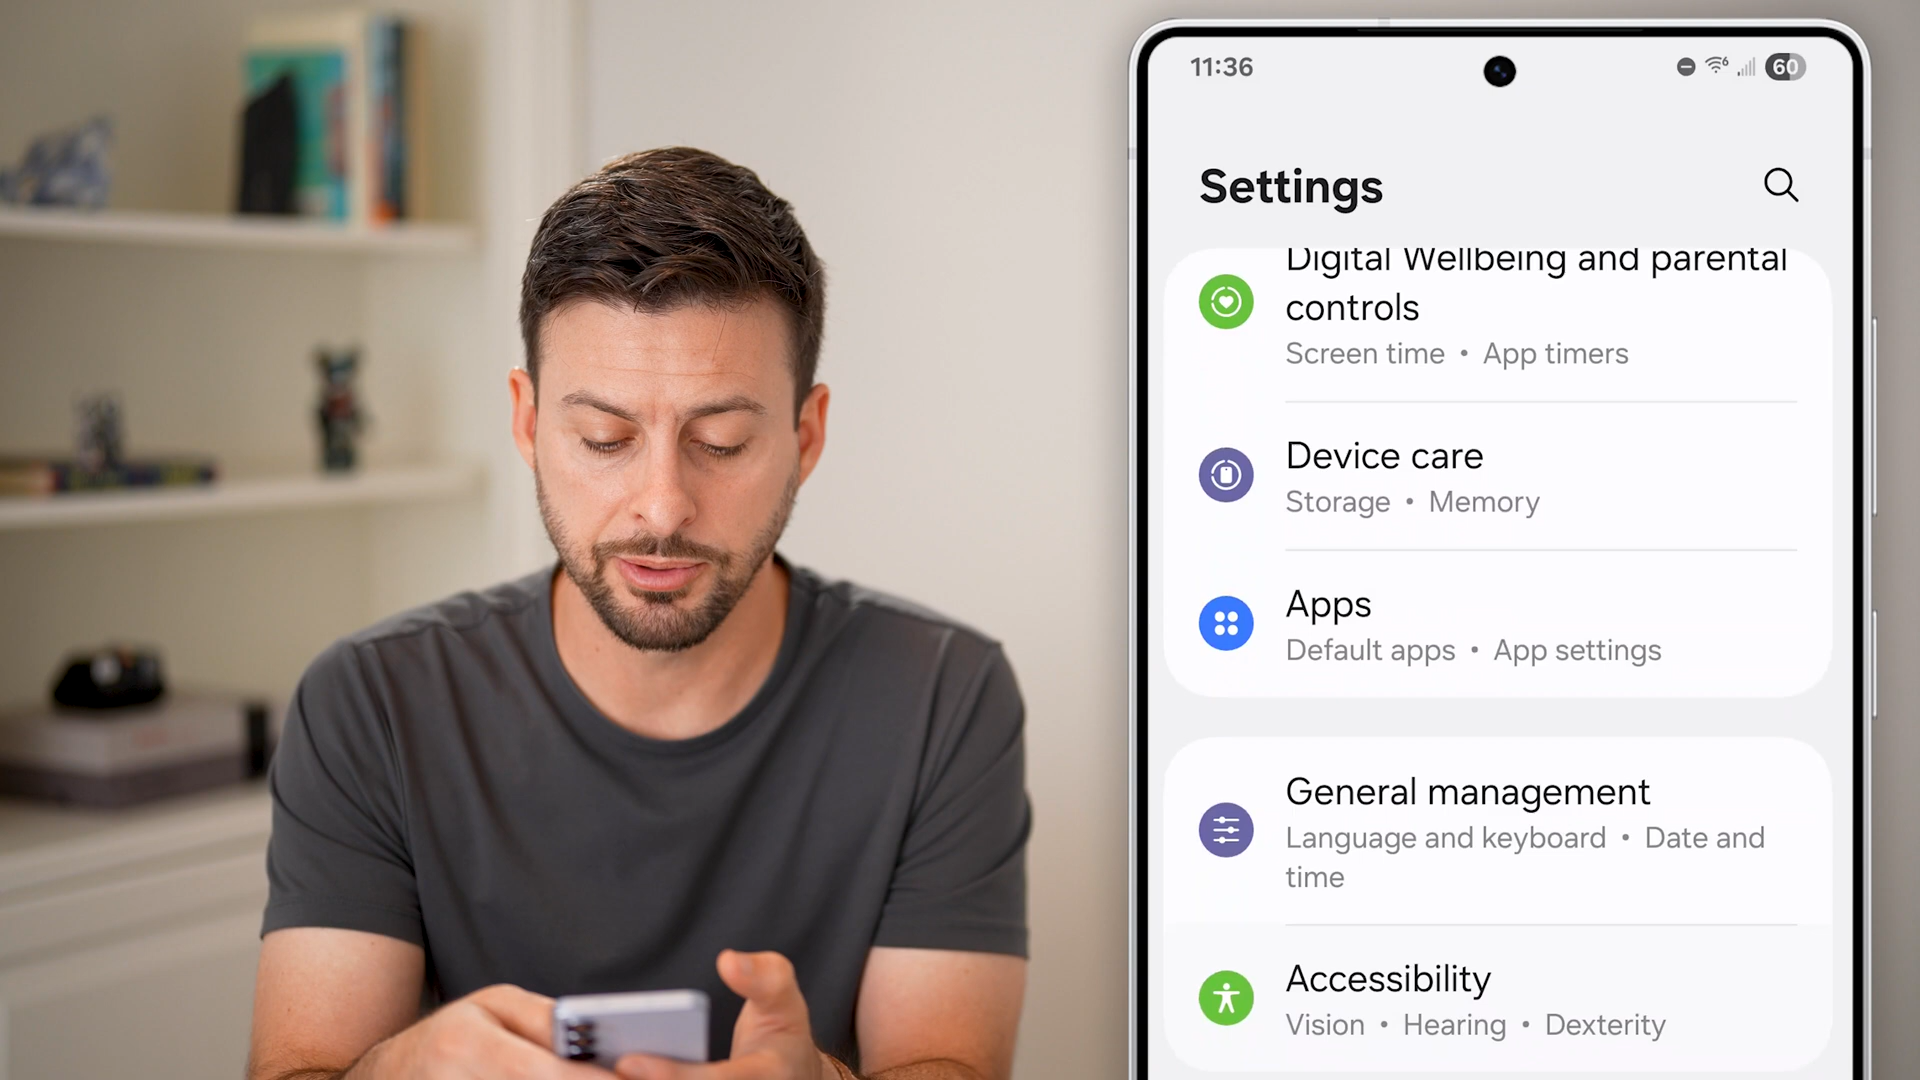 11:36
6
60
Settings
Digital Wellbeing and parental
controls
Screen time • App timers
Device care
Storage • Memory
Apps
Default apps • App settings
General management
Language and keyboard • Date and
time
Accessibility
Vision • Hearing • Dexterity